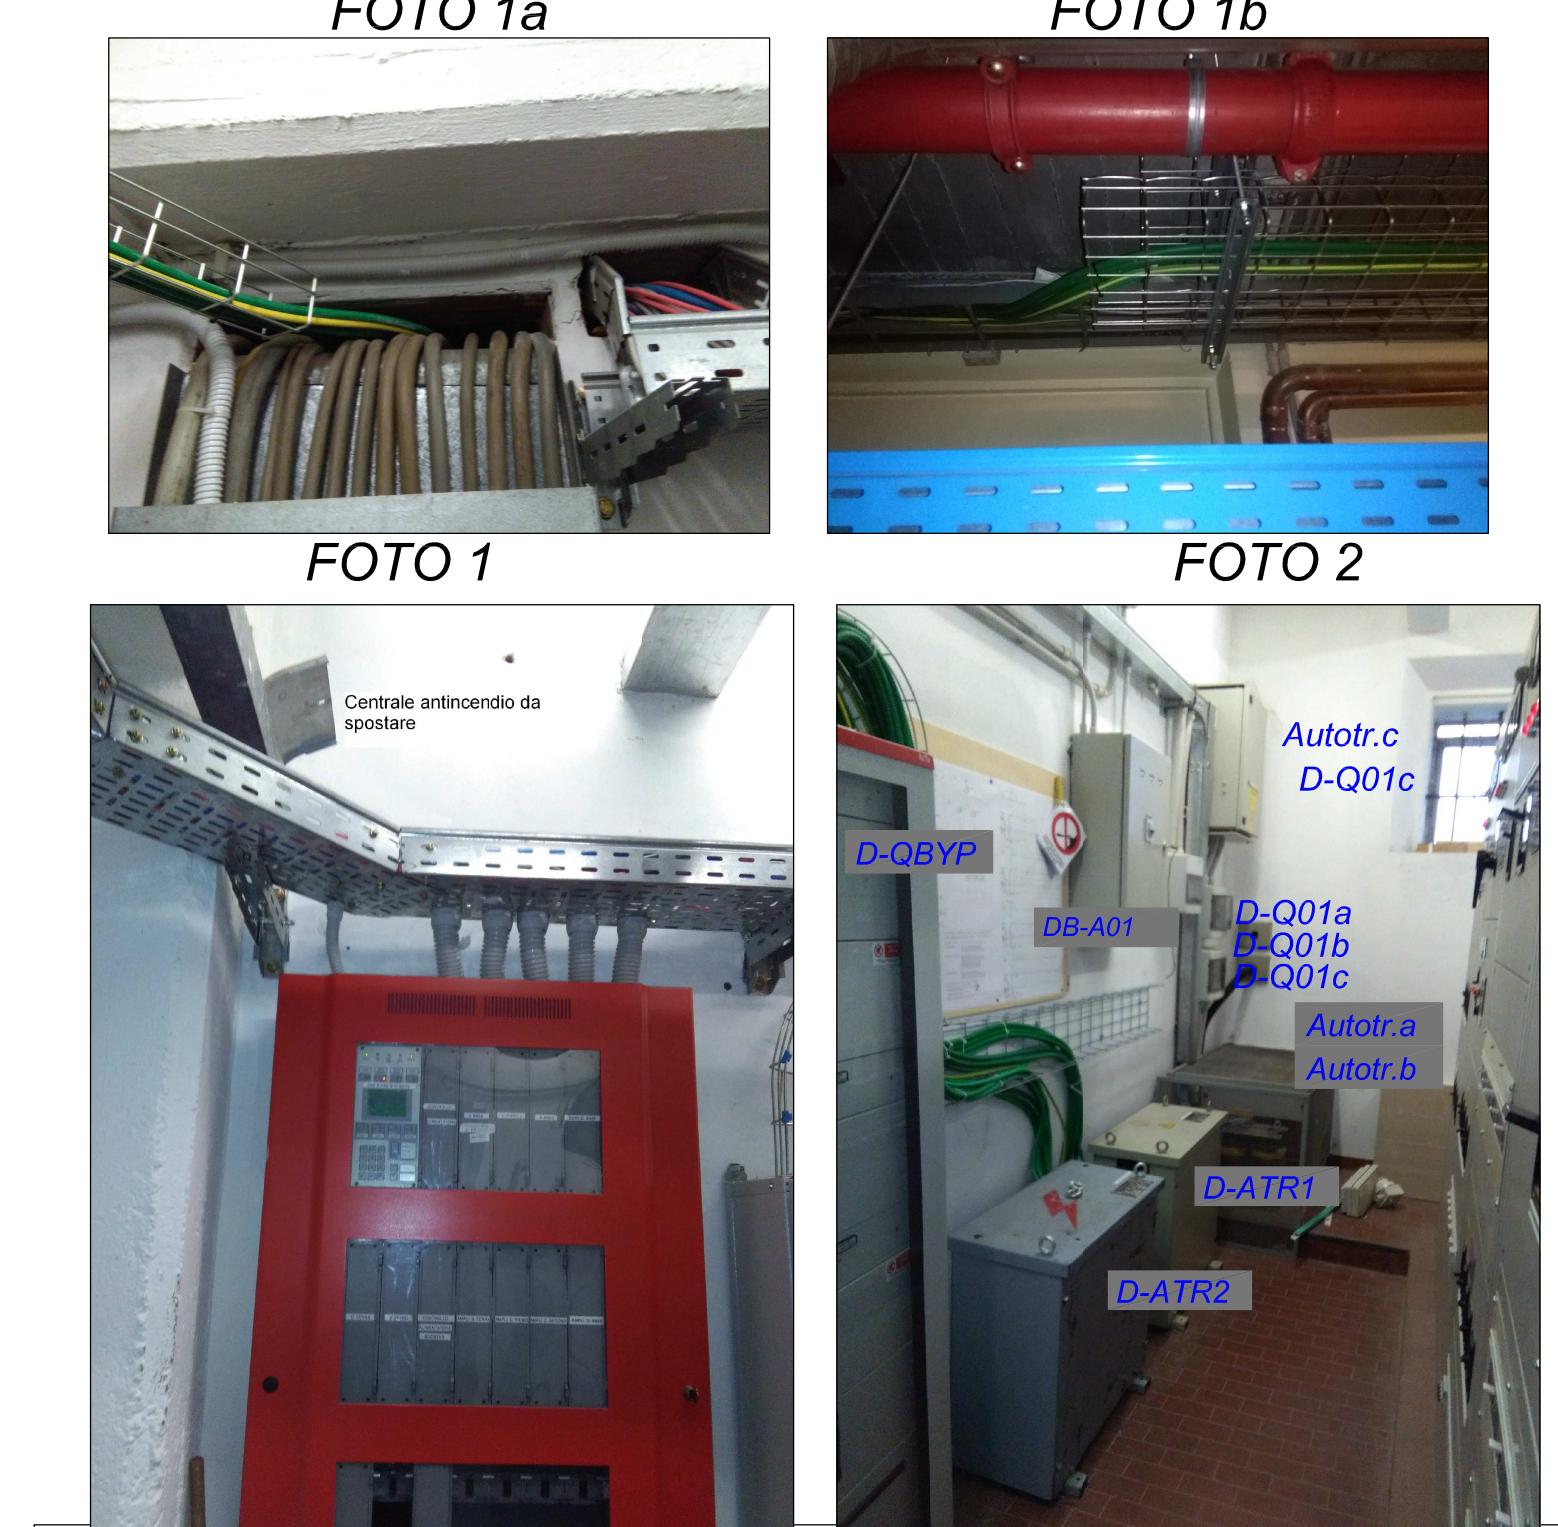 FOTO 1a
FOTO 1b
FOTO 1
FOTO 2
Centrale antincendio da
spostare
Autotr.c
D-Q01c
D-QBYP
DB-A01
D-Q01a
D-Q01b
D-Q01c
Autotr.a
Autotr.b
D-ATR1
D-ATR2